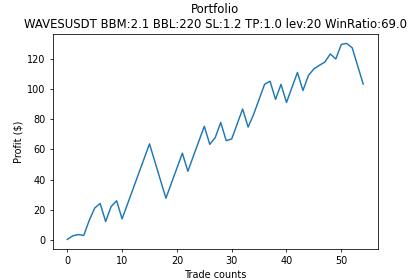 Portfolio
WAVESUSDT BBM:2.1 BBL:220 SL:1.2 TP:1.0 lev:20 WinRatio:69.0
120
100
80
60
40
20
0
Profit ($)
0 10 20 30 40 50
Trade counts